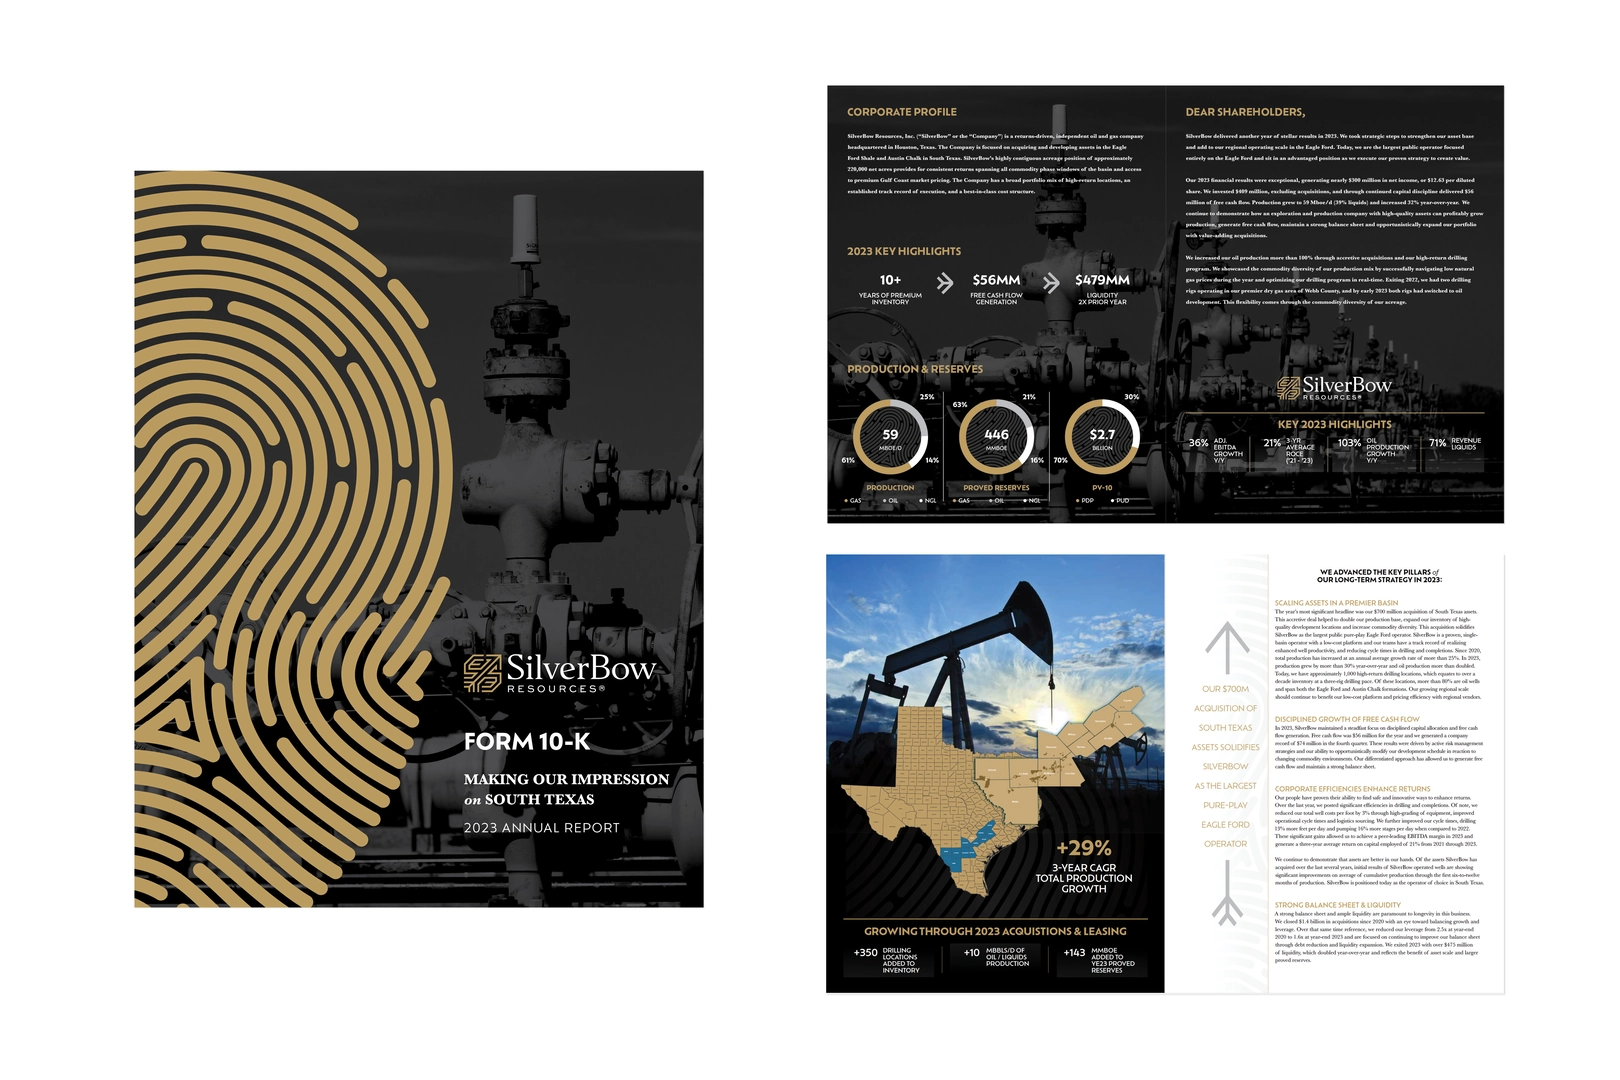 SilverBow
RESOURCES®
FORM 10-K
MAKING OUR IMPRESSION
on SOUTH TEXAS
2023 ANNUAL REPORT
CORPORATE PROFILE
SilverBow Resources, Inc. (“SilverBow” or the “Company”) is a returns-driven, independent oil and gas company
headquartered in Houston, Texas. The Company is focused on acquiring and developing assets in the Eagle
Ford Shale and Austin Chalk in South Texas. SilverBow's highly contiguous acreage position of approximately
220,000 net acres provides for consistent returns spanning all commodity phase windows of the basin and access
to premium Gulf Coast market pricing. The Company has a broad portfolio mix of high-return locations, an
established track record of execution, and a best-in-class cost structure.
2023 KEY HIGHLIGHTS
10+
YEARS OF PREMIUM
INVENTORY
$56MM
FREE CASH FLOW
GENERATION
$479MM
LIQUIDITY
2X PRIOR YEAR
PRODUCTION & RESERVES
25%
59
MBOE/D
61%
14%
PRODUCTION
GAS OIL NGL
63%
21%
446
MMBOE
16%
PROVED RESERVES
GAS OIL NGL
30%
$2.7
BILLION
70%
PV-10
PDP PUD
DEAR SHAREHOLDERS,
SilverBow delivered another year of stellar results in 2023. We took strategic steps to strengthen our asset base
and add to our regional operating scale in the Eagle Ford. Today, we are the largest public operator focused
entirely on the Eagle Ford and sit in an advantaged position as we execute our proven strategy to create value.
Our 2023 financial results were exceptional, generating nearly $300 million in net income, or $12.63 per diluted
share. We invested $409 million, excluding acquisitions, and through continued capital discipline delivered $56
million of free cash flow. Production grew to 59 Mboe/d (39% liquids) and increased 32% year-over-year. We
continue to demonstrate how an exploration and production company with high-quality assets can profitably grow
production, generate free cash flow, maintain a strong balance sheet and opportunistically expand our portfolio
with value-adding acquisitions.
We increased our oil production more than 100% through accretive acquisitions and our high-return drilling
program. We showcased the commodity diversity of our production mix by successfully navigating low natural
gas prices during the year and optimizing our drilling program in real-time. Exiting 2022, we had two drilling
rigs operating in our premier dry gas area of Webb County, and by early 2023 both rigs had switched to oil
development. This flexibility comes through the commodity diversity of our acreage.
SilverBow
RESOURCES®
KEY 2023 HIGHLIGHTS
36% ADJ.
EBITDA
GROWTH
Y/Y
21% 3-YR
AVERAGE
ROCE
('21 - '23)
103% OIL
PRODUCTION
GROWTH
Y/Y
71% REVENUE
LIQUIDS
+29%
3-YEAR CAGR
TOTAL PRODUCTION
GROWTH
GROWING THROUGH 2023 ACQUISTIONS & LEASING
+350 DRILLING
LOCATIONS
ADDED TO
INVENTORY
+10 MBBLS/D OF
OIL / LIQUIDS
PRODUCTION
+143 MMBOE
ADDED TO
YE23 PROVED
RESERVES
OUR $700M
ACQUISITION OF
SOUTH TEXAS
ASSETS SOLIDIFIES
SILVERBOW
AS THE LARGEST
PURE-PLAY
EAGLE FORD
OPERATOR
WE ADVANCED THE KEY PILLARS of
OUR LONG-TERM STRATEGY IN 2023:
SCALING ASSETS IN A PREMIER BASIN
The year's most significant headline was our $700 million acquisition of South Texas assets.
This accretive deal helped to double our production base, expand our inventory of high-
quality development locations and increase commodity diversity. This acquisition solidifies
SilverBow as the largest public pure-play Eagle Ford operator. SilverBow is a proven, single-
basin operator with a low-cost platform and our teams have a track record of realizing
enhanced well productivity, and reducing cycle times in drilling and completions. Since 2020,
total production has increased at an annual average growth rate of more than 25%. In 2023,
production grew by more than 30% year-over-year and oil production more than doubled.
Today, we have approximately 1,000 high-return drilling locations, which equates to over a
decade inventory at a three-rig drilling pace. Of these locations, more than 80% are oil wells
and span both the Eagle Ford and Austin Chalk formations. Our growing regional scale
should continue to benefit our low-cost platform and pricing efficiency with regional vendors.
DISCIPLINED GROWTH OF FREE CASH FLOW
In 2023, SilverBow maintained a steadfast focus on disciplined capital allocation and free cash
flow generation. Free cash flow was $56 million for the year and we generated a company
record of $74 million in the fourth quarter. These results were driven by active risk management
strategies and our ability to opportunistically modify our development schedule in reaction to
changing commodity environments. Our differentiated approach has allowed us to generate free
cash flow and maintain a strong balance sheet.
CORPORATE EFFICIENCIES ENHANCE RETURNS
Our people have proven their ability to find safe and innovative ways to enhance returns.
Over the last year, we posted significant efficiencies in drilling and completions. Of note, we
reduced our total well costs per foot by 3% through high-grading of equipment, improved
operational cycle times and logistics sourcing. We further improved our cycle times, drilling
13% more feet per day and pumping 16% more stages per day when compared to 2022.
These significant gains allowed us to achieve a peer-leading EBITDA margin in 2023 and
generate a three-year average return on capital employed of 21% from 2021 through 2023.
We continue to demonstrate that assets are better in our hands. Of the assets SilverBow has
acquired over the last several years, initial results of SilverBow operated wells are showing
significant improvements on average of cumulative production through the first six-to-twelve
months of production. SilverBow is positioned today as the operator of choice in South Texas.
STRONG BALANCE SHEET & LIQUIDITY
A strong balance sheet and ample liquidity are paramount to longevity in this business.
We closed $1.4 billion in acquisitions since 2020 with an eye toward balancing growth and
leverage. Over that same time reference, we reduced our leverage from 2.5x at year-end
2020 to 1.6x at year-end 2023 and are focused on continuing to improve our balance sheet
through debt reduction and liquidity expansion. We exited 2023 with over $475 million
of liquidity, which doubled year-over-year and reflects the benefit of asset scale and larger
proved reserves.